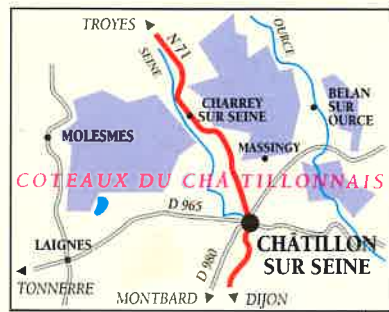 TROYES
N 71
SEINE
OURCE
CHARREY
SUR SEINE
BELAN
SUR
OURCE
MOLESMES
MASSINGY
COTEAUX DU CHATILLONNAIS
D 965
LAIGNES
CHÂTILLON
SUR SEINE
D 980
TONNERRE
MONTBARD
DIJON